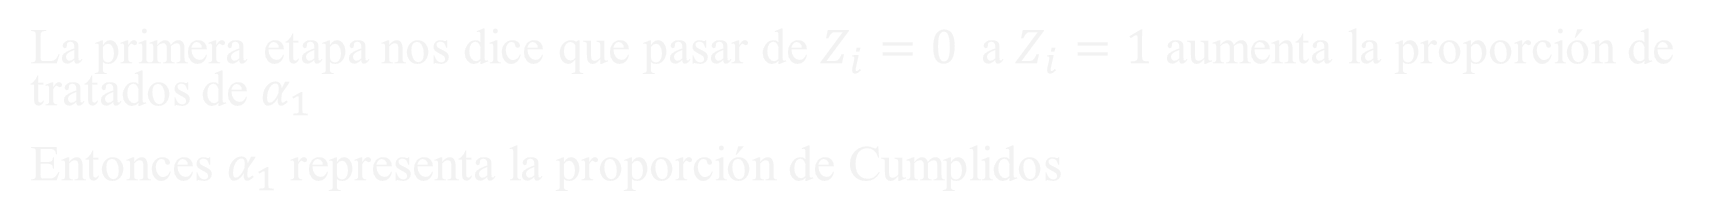 La primera etapa nos dice que pasar de Zᵢ = 0 a Zᵢ = 1 aumenta la proporción de
tratados de α₁
Entonces α₁ representa la proporción de Cumplidos